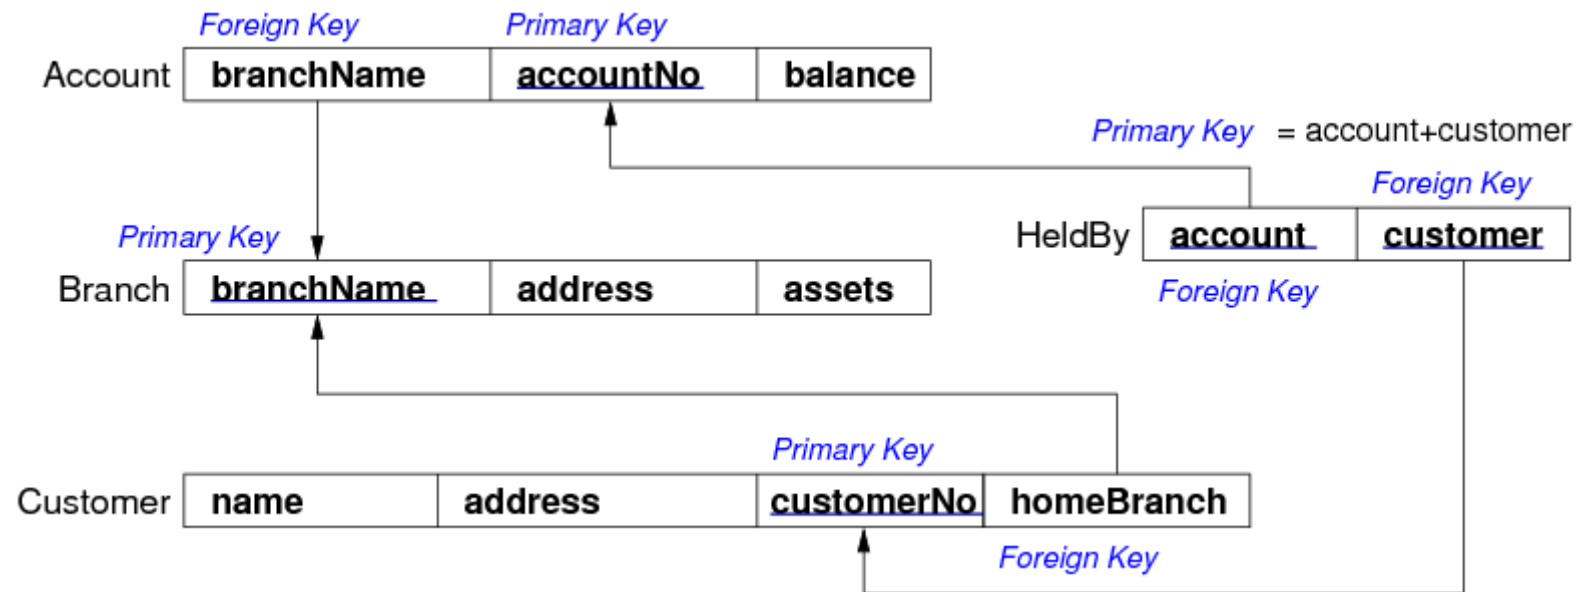 Foreign Key Primary Key
Account branchName accountNo balance
Primary Key = account+customer
Foreign Key
HeldBy account customer
Foreign Key
Primary Key
Branch branchName address assets
Primary Key
Customer name address customerNo homeBranch
Foreign Key